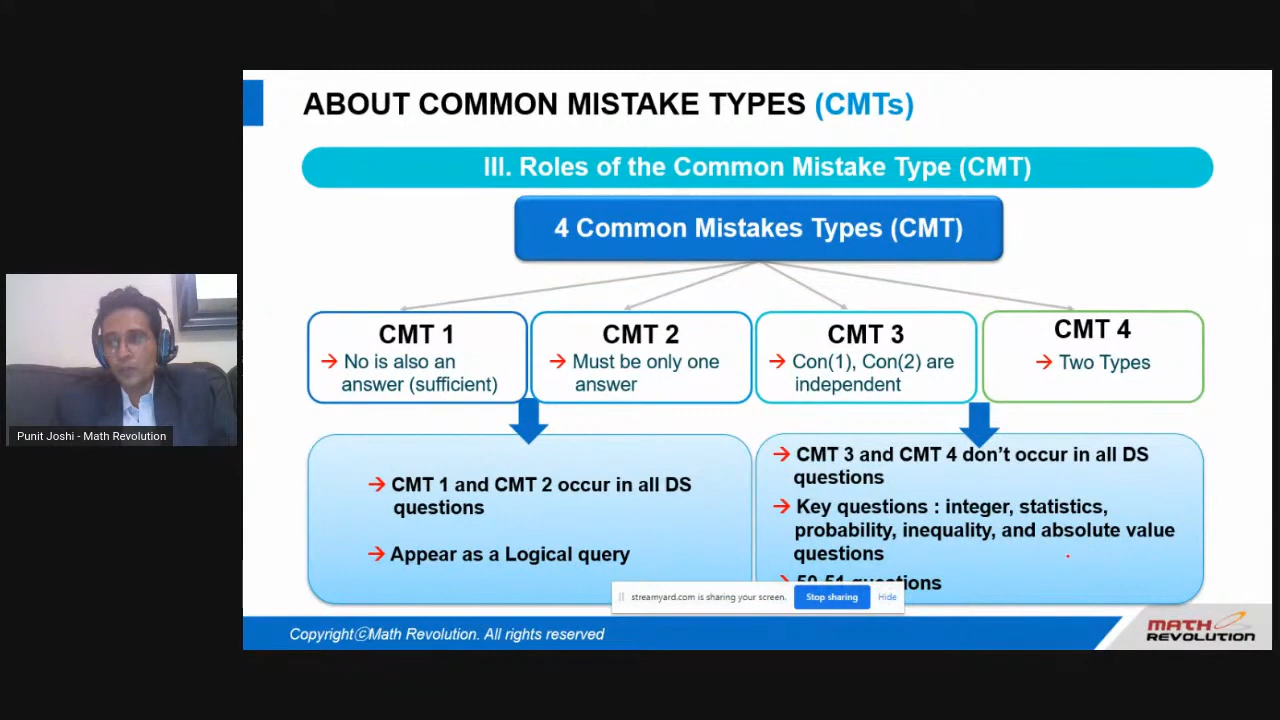 ABOUT COMMON MISTAKE TYPES (CMTs)
III. Roles of the Common Mistake Type (CMT)
4 Common Mistakes Types (CMT)
CMT 1
→ No is also an
answer (sufficient)
CMT 2
→ Must be only one
answer
CMT 3
→ Con(1), Con(2) are
independent
CMT 4
→ Two Types
→ CMT 1 and CMT 2 occur in all DS
questions
→ Appear as a Logical query
→ CMT 3 and CMT 4 don't occur in all DS
questions
→ Key questions : integer, statistics,
probability, inequality, and absolute value
questions
→ 50-51 questions
streamyard.com is sharing your screen.
Stop sharing
Hide
Punit Joshi - Math Revolution
CopyrightⓒMath Revolution. All rights reserved
MATH
REVOLUTION